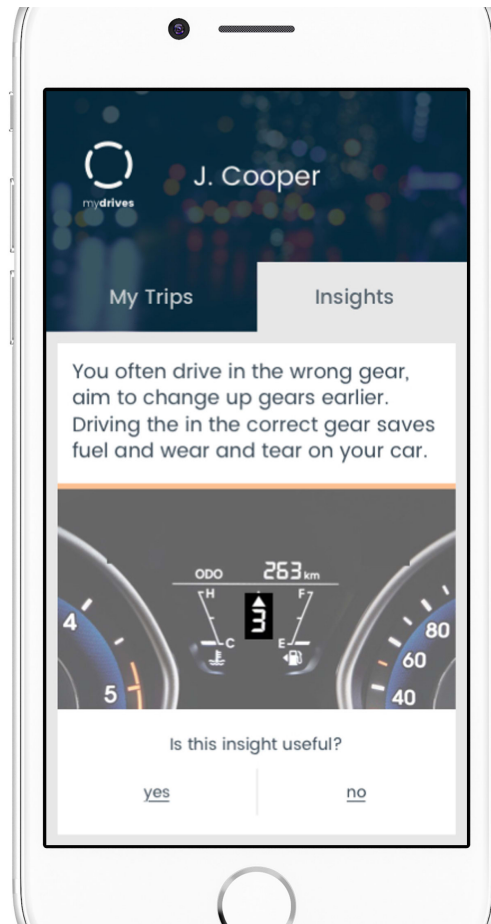 mydrives
J. Cooper
My Trips
Insights
You often drive in the wrong gear,
aim to change up gears earlier.
Driving the in the correct gear saves
fuel and wear and tear on your car.
ODO 263 km
H F
3
C E
4
5
80
60
40
Is this insight useful?
yes
no